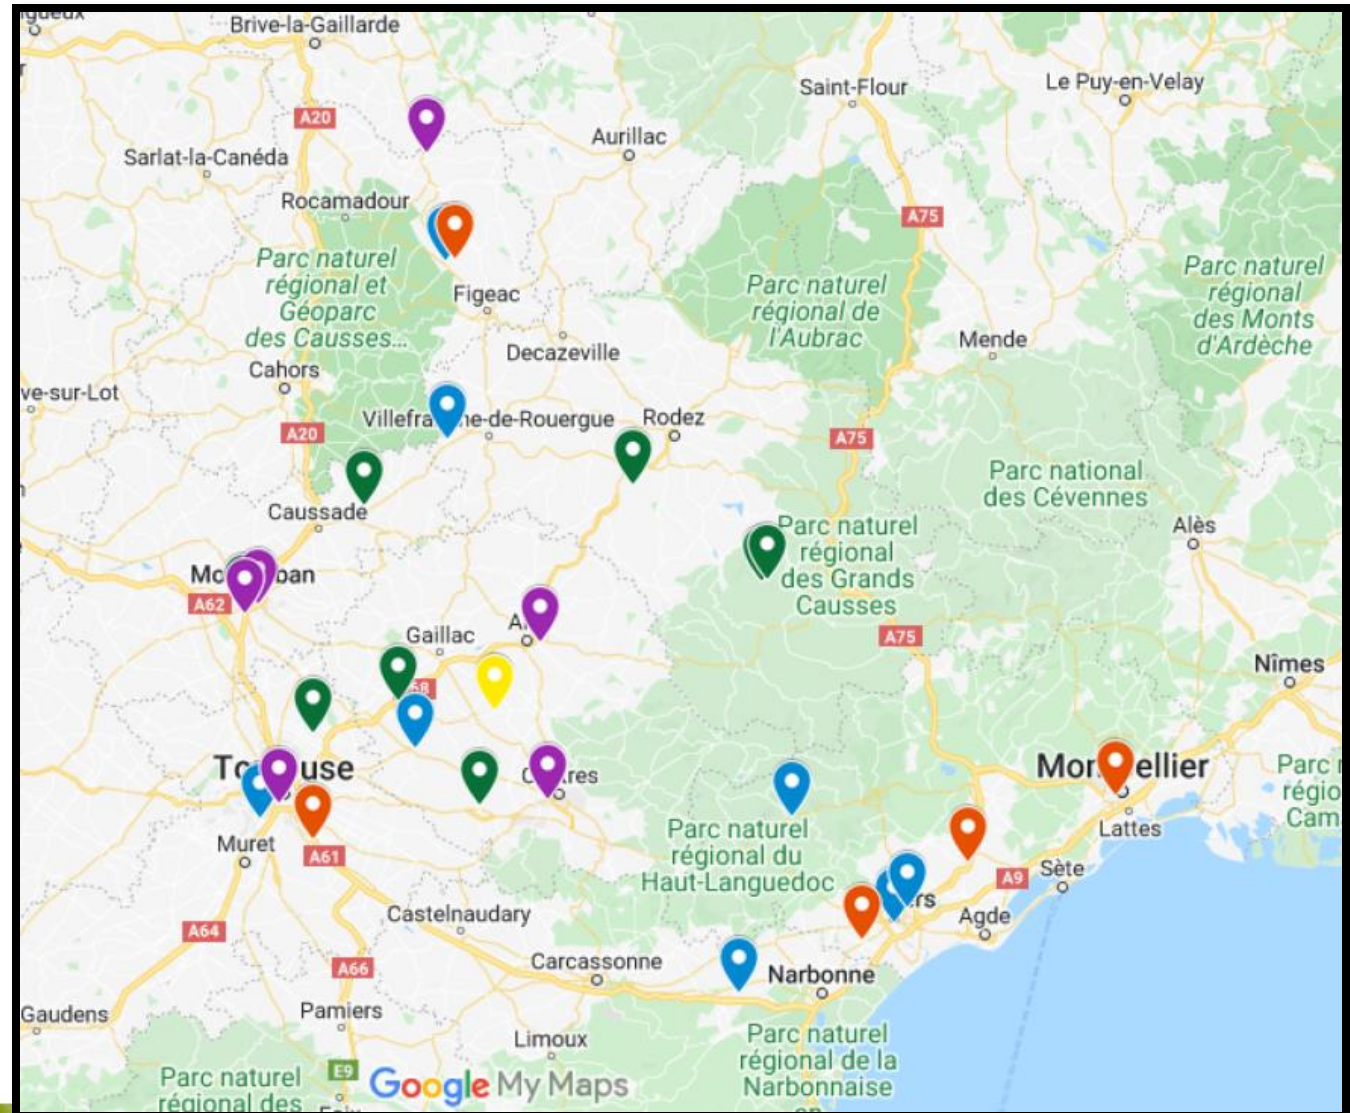 Brive-la-Gaillarde
Saint-Flour
Le Puy-en-Velay
A20
Aurillac
Sarlat-la-Canéda
Rocamadour
A75
Parc naturel
régional et
Géoparc
des Causses...
Parc naturel
régional de
l'Aubrac
Parc naturel
régional
des Monts
d'Ardèche
Figeac
Mende
Decazeville
Cahors
ve-sur-Lot
Rodez
A20
A75
Parc national
des Cévennes
Caussade
Parc naturel
régional
des Grands
Causses
Alès
A62
Gaillac
A75
Nîmes
Muret
A61
Parc naturel
régional du
Haut-Languedoc
Lattes
Sète
A9
Agde
Castelnaudary
A64
A66
Carcassonne
Narbonne
Gaudens
Pamiers
Limoux
Parc naturel
régional de la
Narbonnaise
E9
Parc naturel
régional des
Google My Maps